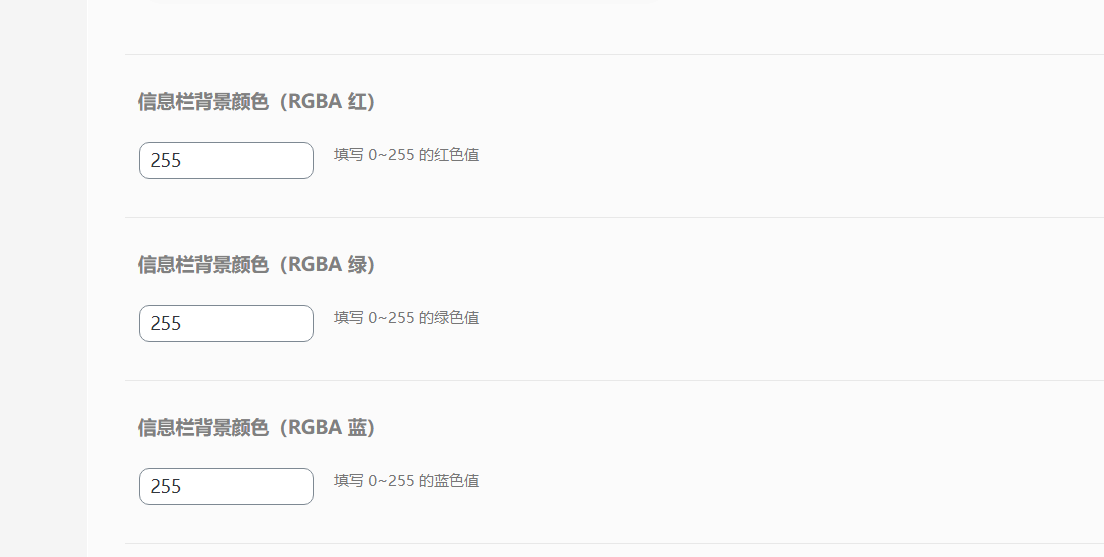 信息栏背景颜色（RGBA 红）
255
填写 0~255 的红色值
信息栏背景颜色（RGBA 绿）
255
填写 0~255 的绿色值
信息栏背景颜色（RGBA 蓝）
255
填写 0~255 的蓝色值